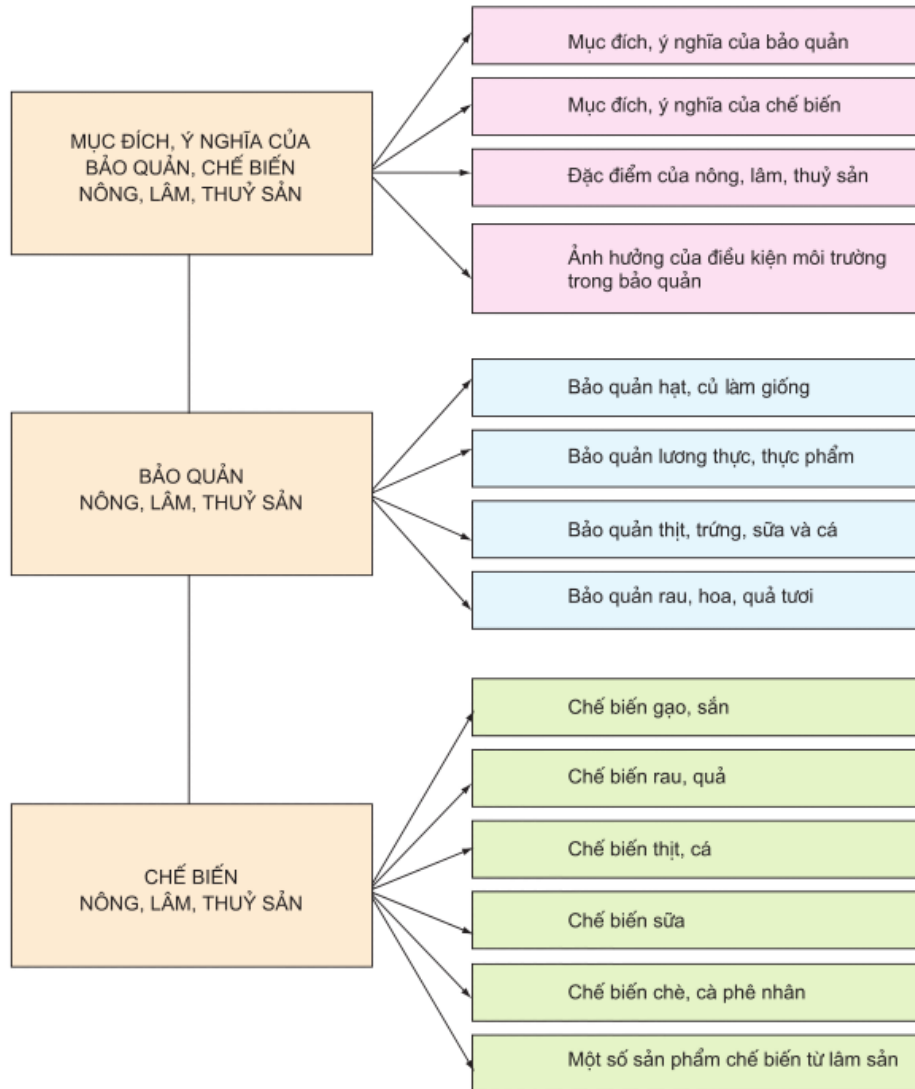 MỤC ĐÍCH, Ý NGHĨA CỦA
BẢO QUẢN, CHẾ BIẾN
NÔNG, LÂM, THUỶ SẢN
Mục đích, ý nghĩa của bảo quản
Mục đích, ý nghĩa của chế biến
Đặc điểm của nông, lâm, thuỷ sản
Ảnh hưởng của điều kiện môi trường
trong bảo quản
BẢO QUẢN
NÔNG, LÂM, THUỶ SẢN
Bảo quản hạt, củ làm giống
Bảo quản lương thực, thực phẩm
Bảo quản thịt, trứng, sữa và cá
Bảo quản rau, hoa, quả tươi
CHẾ BIẾN
NÔNG, LÂM, THUỶ SẢN
Chế biến gạo, sắn
Chế biến rau, quả
Chế biến thịt, cá
Chế biến sữa
Chế biến chè, cà phê nhân
Một số sản phẩm chế biến từ lâm sản